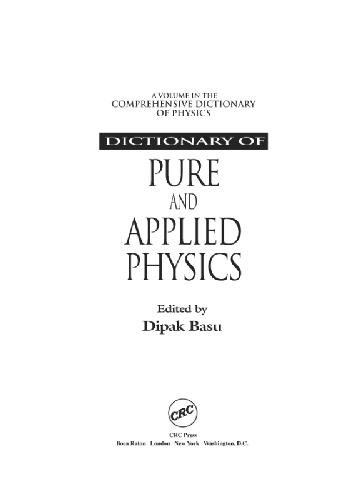 A VOLUME IN THE
COMPREHENSIVE DICTIONARY
OF PHYSICS
DICTIONARY OF
PURE
AND
APPLIED
PHYSICS
Edited by
Dipak Basu
CRC
CRC Press
Boca Raton London New York Washington, D.C.